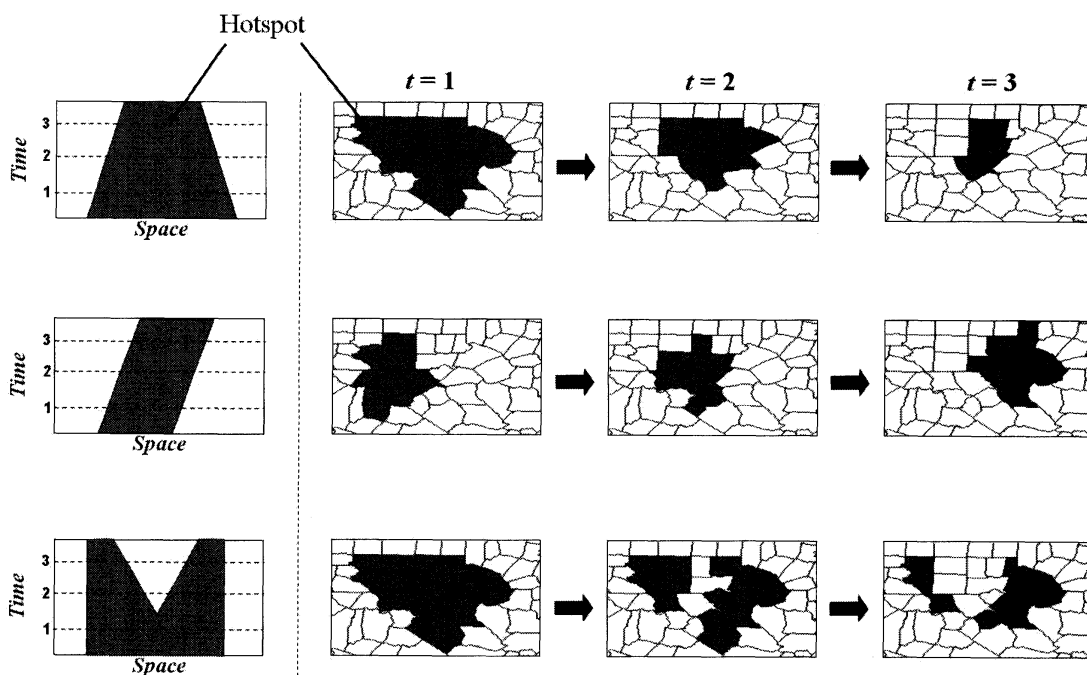 Hotspot
t = 1
t = 2
t = 3
Time
3
2
1
Space
Time
3
2
1
Space
Time
3
2
1
Space